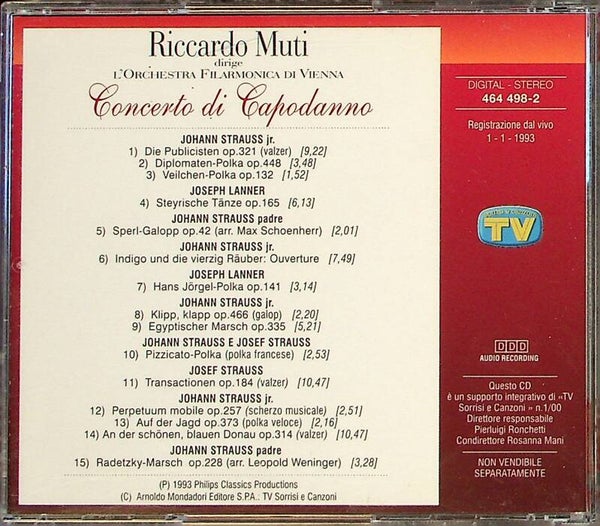 Riccardo Muti
dirige
L'ORCHESTRA FILARMONICA DI VIENNA
Concerto di Capodanno
JOHANN STRAUSS jr.
1) Die Publicisten op.321 (valzer) [9,22]
2) Diplomaten-Polka op.448 [3,48]
3) Veilchen-Polka op.132 [1,52]
JOSEPH LANNER
4) Steyrische Tänze op.165 [6,13]
JOHANN STRAUSS padre
5) Sperl-Galopp op.42 (arr. Max Schoenherr) [2,01]
JOHANN STRAUSS jr.
6) Indigo und die vierzig Räuber: Ouverture [7,49]
JOSEPH LANNER
7) Hans Jörgel-Polka op.141 [3,14]
JOHANN STRAUSS jr.
8) Klipp, klapp op.466 (galop) [2,20]
9) Egyptischer Marsch op.335 [5,21]
JOHANN STRAUSS E JOSEF STRAUSS
10) Pizzicato-Polka (polka francese) [2,53]
JOSEF STRAUSS
11) Transactionen op.184 (valzer) [10,47]
JOHANN STRAUSS jr.
12) Perpetuum mobile op.257 (scherzo musicale) [2,51]
13) Auf der Jagd op.373 (polka veloce) [2,16]
14) An der schönen, blauen Donau op.314 (valzer) [10,47]
JOHANN STRAUSS padre
15) Radetzky-Marsch op.228 (arr. Leopold Weninger) [3,28]
(P) 1993 Philips Classics Productions
(C) Arnoldo Mondadori Editore S.P.A.: TV Sorrisi e Canzoni
DIGITAL - STEREO
464 498-2
Registrazione dal vivo
1 - 1 - 1993
TV
DDD
AUDIO RECORDING
Questo CD
è un supporto integrativo di «TV
Sorrisi e Canzoni » n.1/00
Direttore responsabile
Pierluigi Ronchetti
Condirettore Rosanna Mani
NON VENDIBILE
SEPARATAMENTE